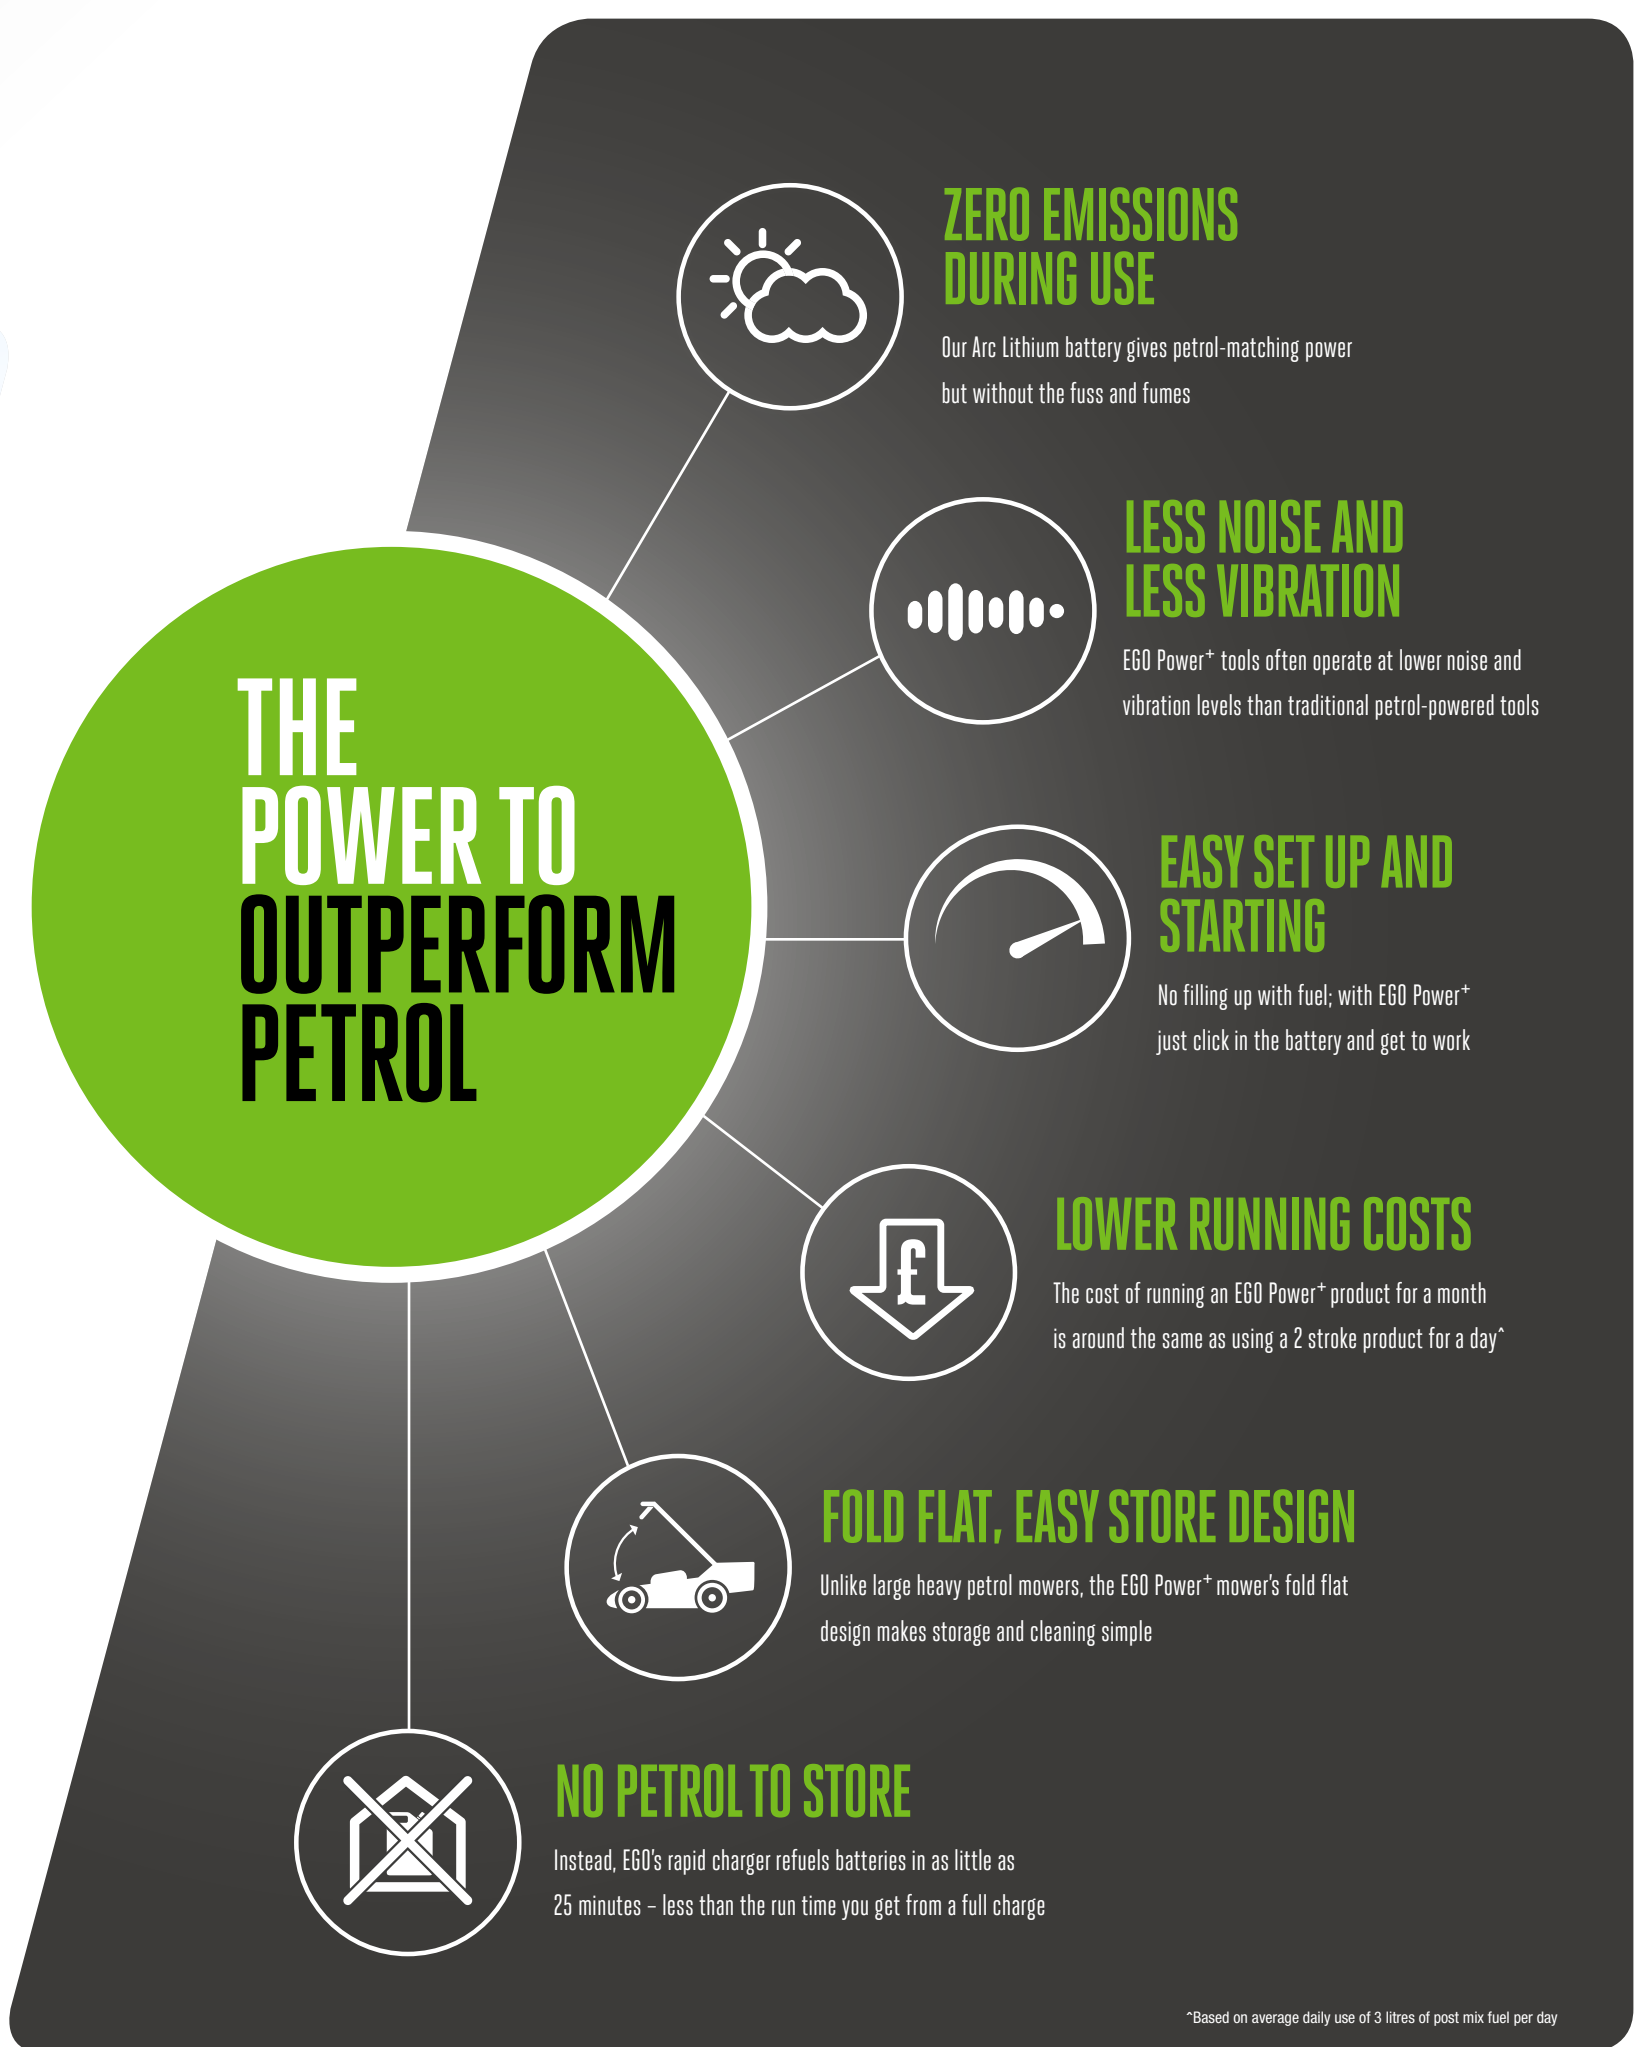 THE
POWER TO
OUTPERFORM
PETROL
ZERO EMISSIONS
DURING USE
Our Arc Lithium battery gives petrol-matching power
but without the fuss and fumes
LESS NOISE AND
LESS VIBRATION
EGO Power+ tools often operate at lower noise and
vibration levels than traditional petrol-powered tools
EASY SET UP AND
STARTING
No filling up with fuel; with EGO Power+
just click in the battery and get to work
£
LOWER RUNNING COSTS
The cost of running an EGO Power+ product for a month
is around the same as using a 2 stroke product for a day^
FOLD FLAT, EASY STORE DESIGN
Unlike large heavy petrol mowers, the EGO Power+ mower's fold flat
design makes storage and cleaning simple
NO PETROL TO STORE
Instead, EGO's rapid charger refuels batteries in as little as
25 minutes – less than the run time you get from a full charge
^Based on average daily use of 3 litres of post mix fuel per day